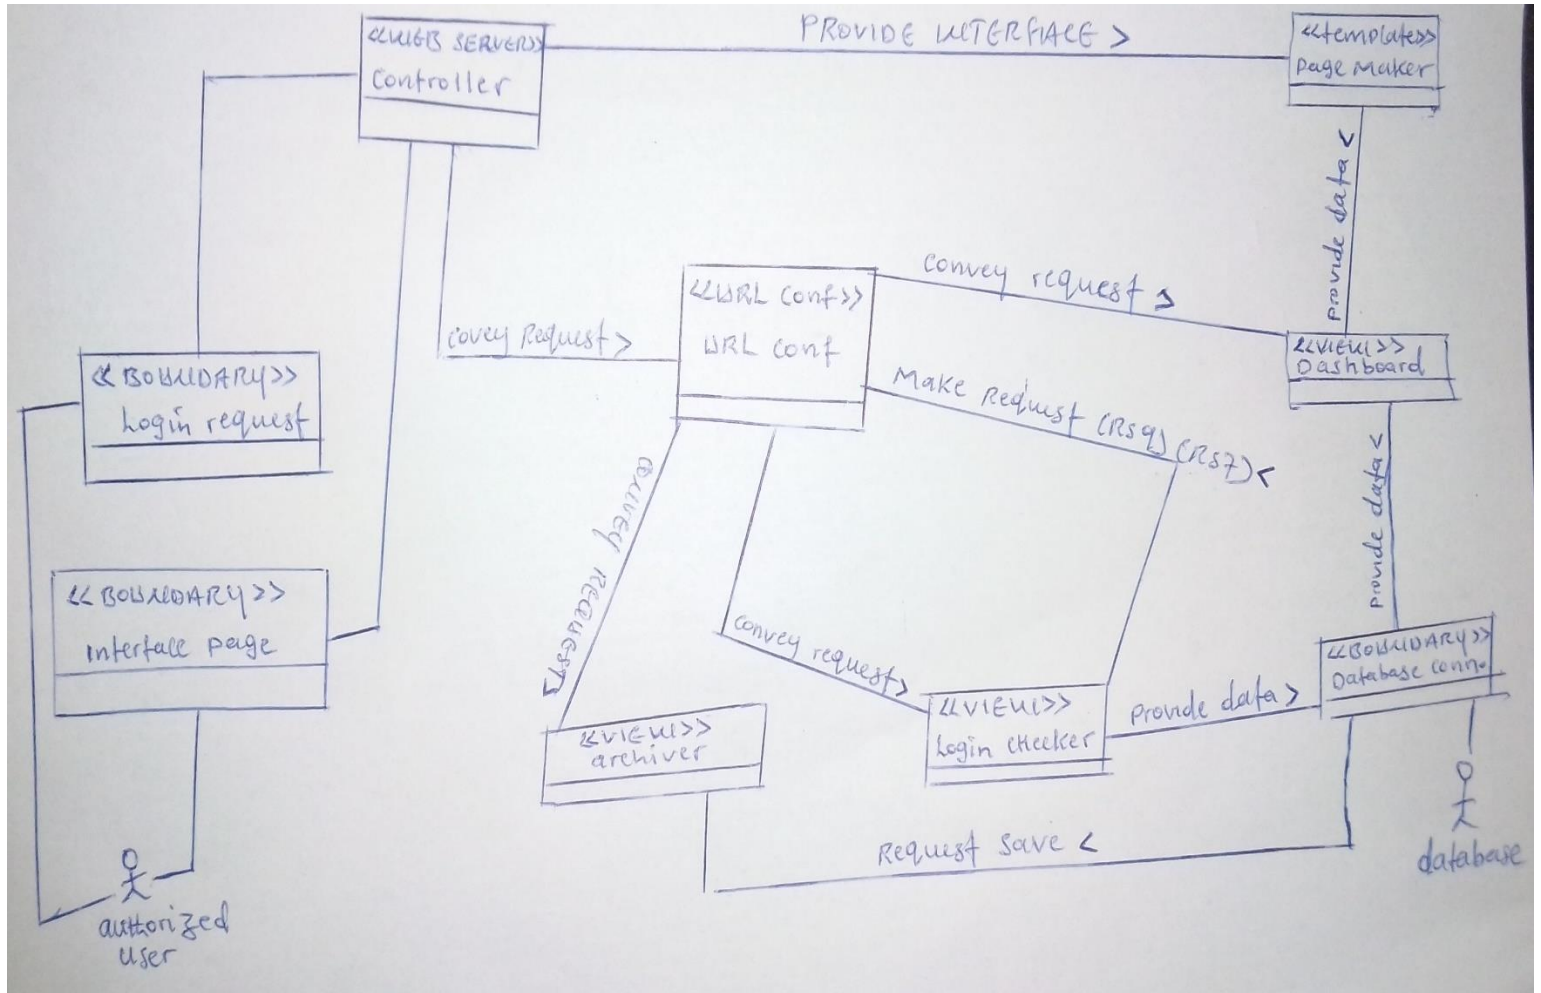 <<WEB SERVER>>
Controller
PROVIDE INTERFACE >
<<template>>
page Maker
provide data <
<<URL conf>>
URL conf
convey request >
covey Request >
<<VIEW>>
Dashboard
<<BOUNDARY>>
Login request
Make Request (RS9) (RS7) <
convey Request >
provide data <
<<BOUNDARY>>
interface page
convey request >
<<BOUNDARY>>
Database conn.
<<VIEW>>
Login CHecker
provide data >
<<VIEW>>
archiver
Request save <
database
authorized
user